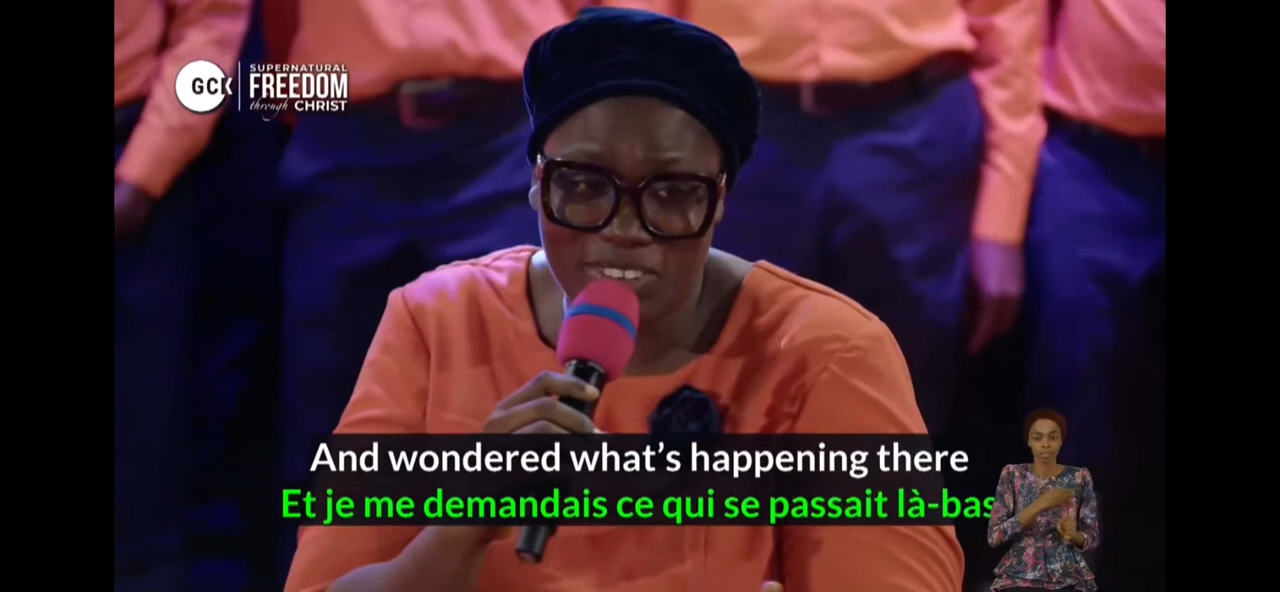 GCK
SUPERNATURAL
FREEDOM
through CHRIST
And wondered what's happening there
Et je me demandais ce qui se passait là-bas